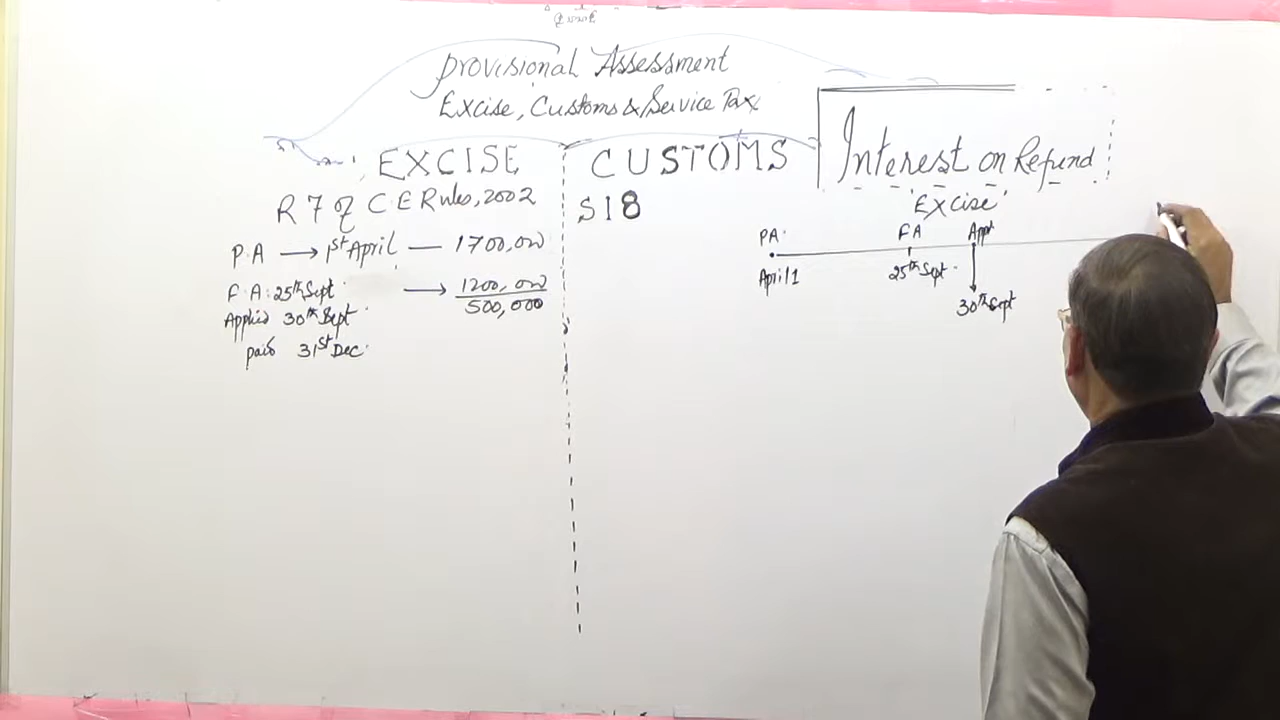 Provisional Assessment
Excise, Customs & Service Tax
EXCISE
R 7 of C.E Rules, 2002
P.A → 1st April — 1700,000
F.A: 25th Sept → 1200,000
500,000
Applied 30th Sept
paid 31st Dec
CUSTOMS
S18
Interest on Refund
'Excise'
PA FA Appl
April 1 25th Sept
30th Sept